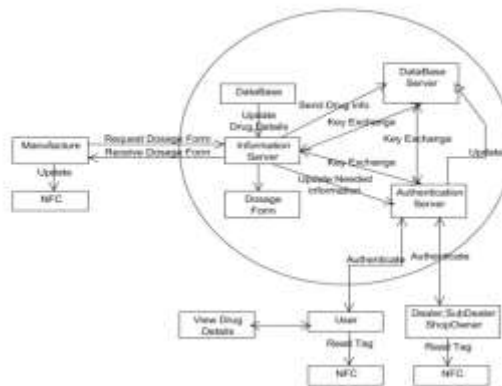 DataBase
DataBase
Server
Update
Drug Details
Send Drug Info
Key Exchange
Key Exchange
Request Dosage Form
Manufacture
Receive Dosage Form
Information
Server
Key Exchange
Update
Update
Update Needed
information
NFC
Dosage
Form
Authentication
Server
Authenticate
Authenticate
View Drug
Details
User
Dealer,SubDealer
ShopOwner
Read Tag
Read Tag
NFC
NFC